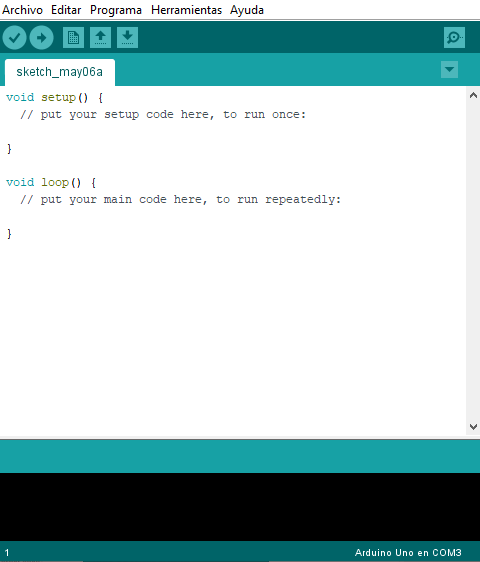 Archivo Editar Programa Herramientas Ayuda
sketch_may06a
void setup() {
  // put your setup code here, to run once:
}
void loop() {
  // put your main code here, to run repeatedly:
}
1
Arduino Uno en COM3